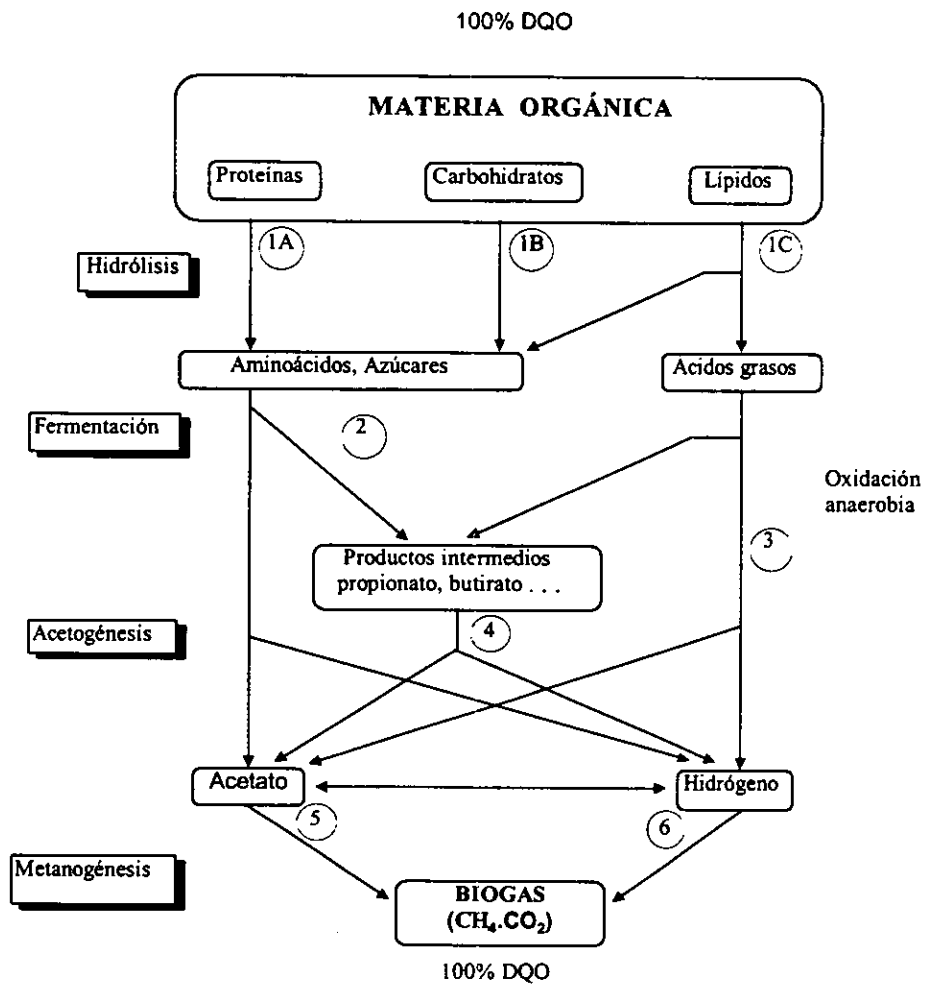 100% DQO
MATERIA ORGÁNICA
Proteínas
Carbohidratos
Lípidos
1A
1B
1C
Hidrólisis
Aminoácidos, Azúcares
Acidos grasos
Fermentación
2
Oxidación
anaerobia
3
Productos intermedios
propionato, butirato . . .
Acetogénesis
4
Acetato
Hidrógeno
5
6
Metanogénesis
BIOGAS
(CH₄.CO₂)
100% DQO